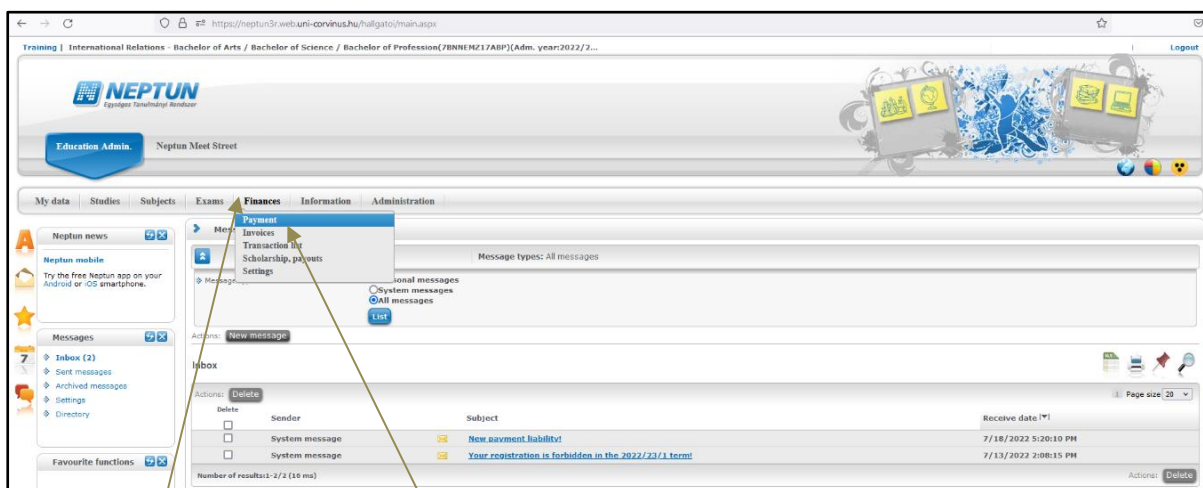 https://neptun3r.web.uni-corvinus.hu/hallgatoi/main.aspx
Training | International Relations - Bachelor of Arts / Bachelor of Science / Bachelor of Profession(7BNNEMZ17ABP)(Adm. year:2022/2...
Logout
NEPTUN
Egységes Tanulmányi Rendszer
Education Admin.
Neptun Meet Street
My data Studies Subjects Exams Finances Information Administration
Payment
Invoices
Transaction list
Scholarship, payouts
Settings
Neptun news
Neptun mobile
Try the free Neptun app on your
Android or iOS smartphone.
Messages
Inbox (2)
Sent messages
Archived messages
Settings
Directory
Favourite functions
Message types: All messages
System messages
All messages
List
Actions: New message
Inbox
Actions: Delete
1 Page size 20
Delete Sender Subject Receive date
System message New payment liability! 7/18/2022 5:20:10 PM
System message Your registration is forbidden in the 2022/23/1 term! 7/13/2022 2:08:15 PM
Number of results:1-2/2 (16 ms)
Actions: Delete
7